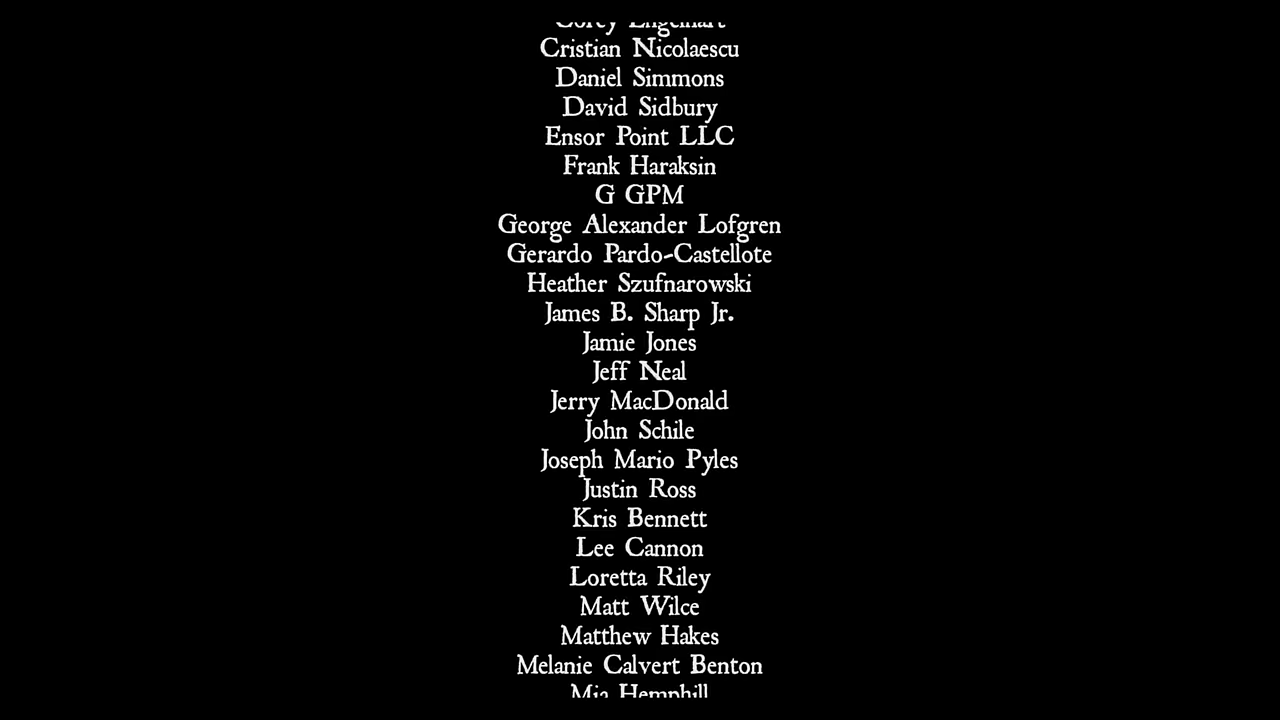 Corey Engelhart
Cristian Nicolaescu
Daniel Simmons
David Sidbury
Ensor Point LLC
Frank Haraksin
G GPM
George Alexander Lofgren
Gerardo Pardo-Castellote
Heather Szufnarowski
James B. Sharp Jr.
Jamie Jones
Jeff Neal
Jerry MacDonald
John Schile
Joseph Mario Pyles
Justin Ross
Kris Bennett
Lee Cannon
Loretta Riley
Matt Wilce
Matthew Hakes
Melanie Calvert Benton
Mia Hemphill